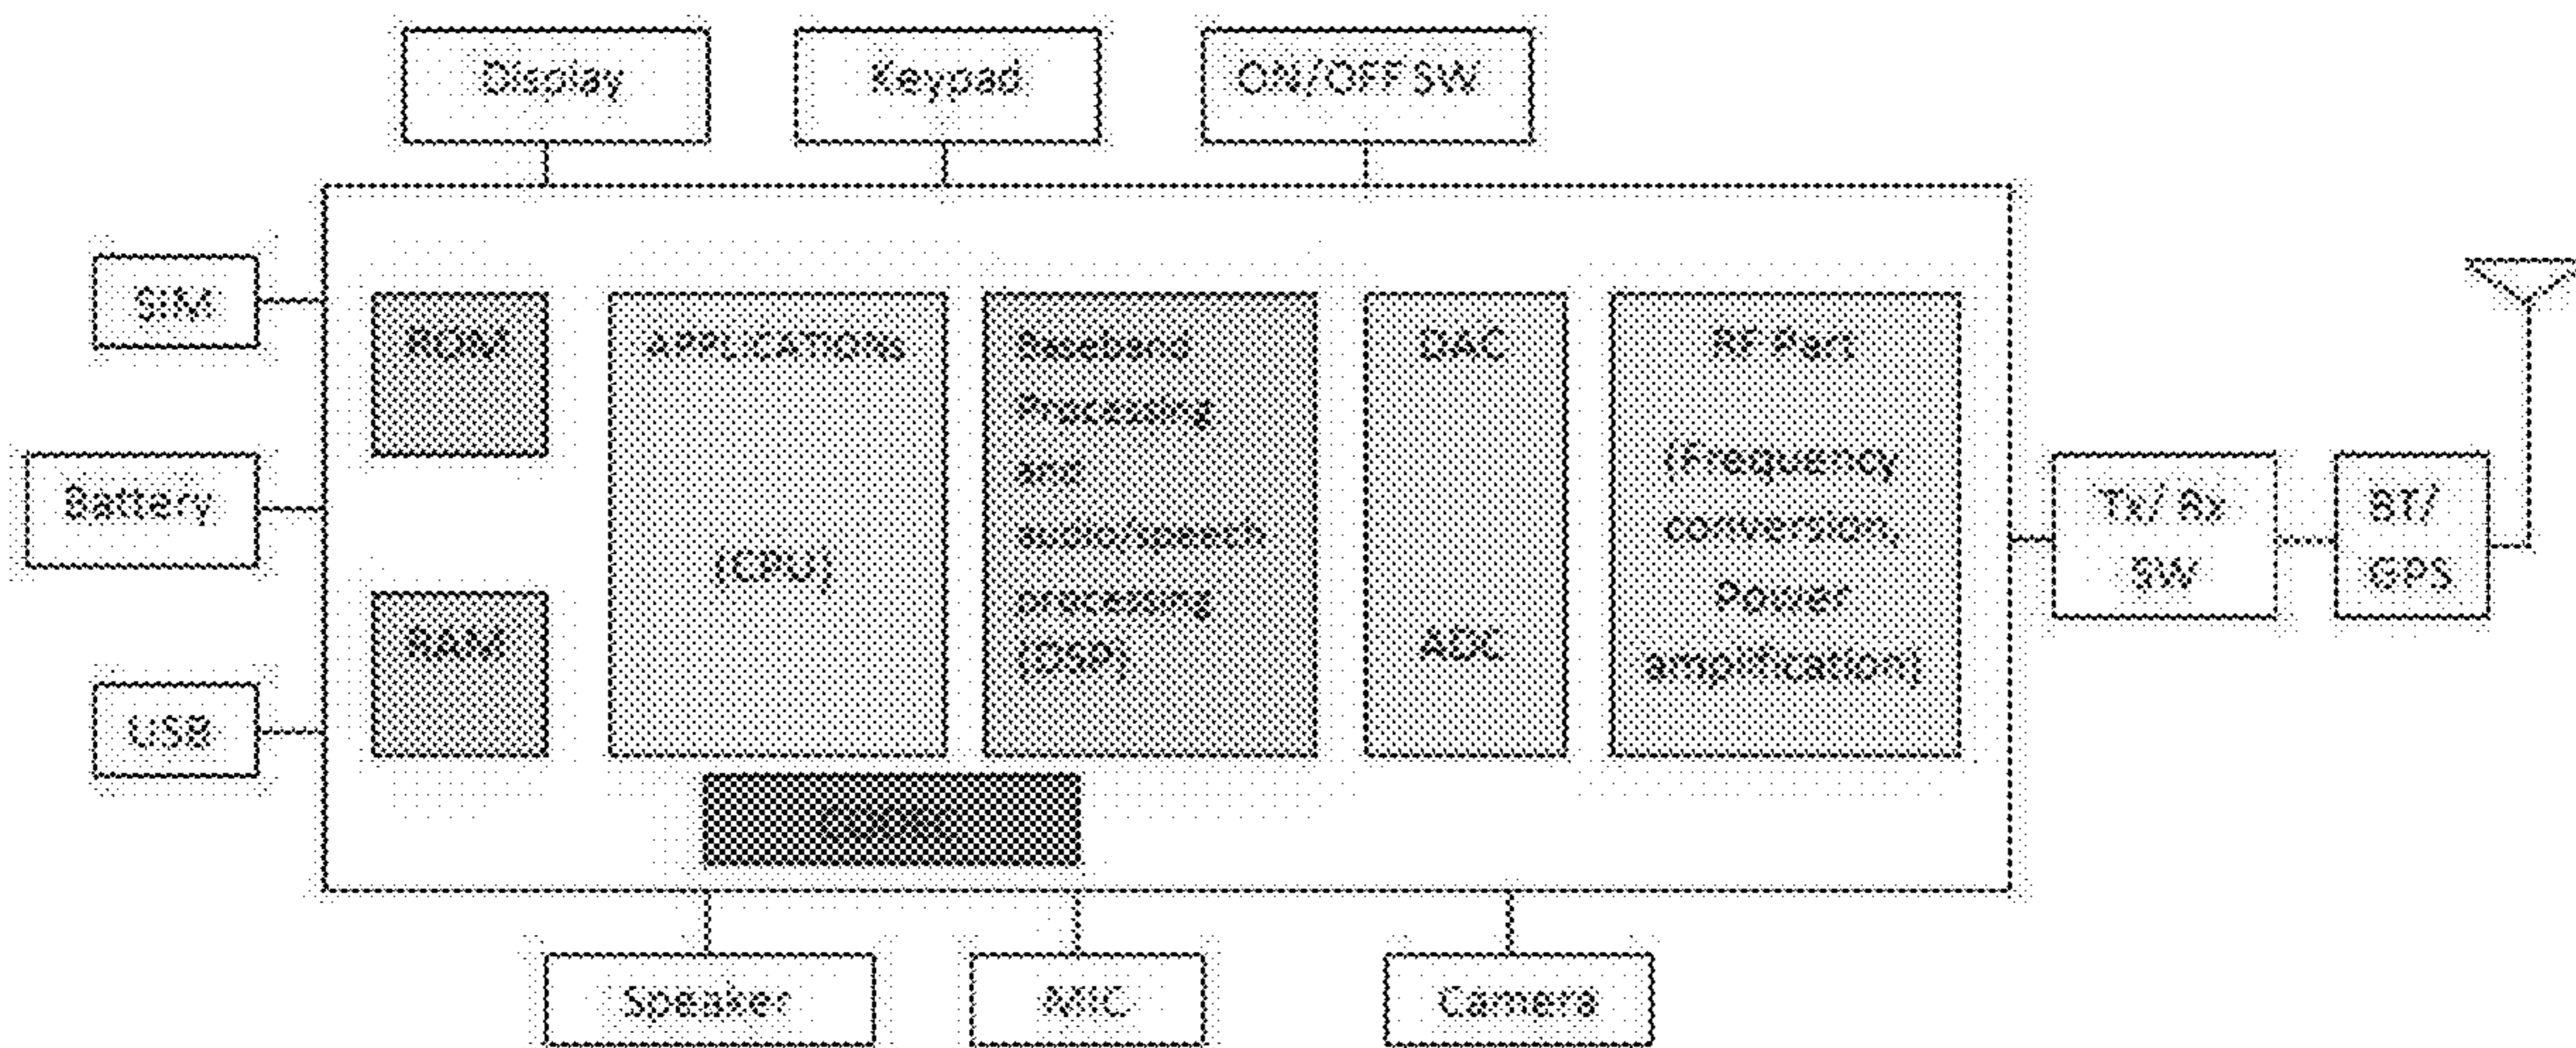 Display
Keypad
ON/OFF SW
SIM
ROM
APPLICATIONS
(CPU)
Baseband
Processing
and
audio/speech
processing
(DSP)
DAC
ADC
RF Part
(Frequency
conversion,
Power
amplification)
Battery
RAM
USB
Tx/ Rx
SW
BT/
GPS
CODEC
Speaker
MIC
Camera